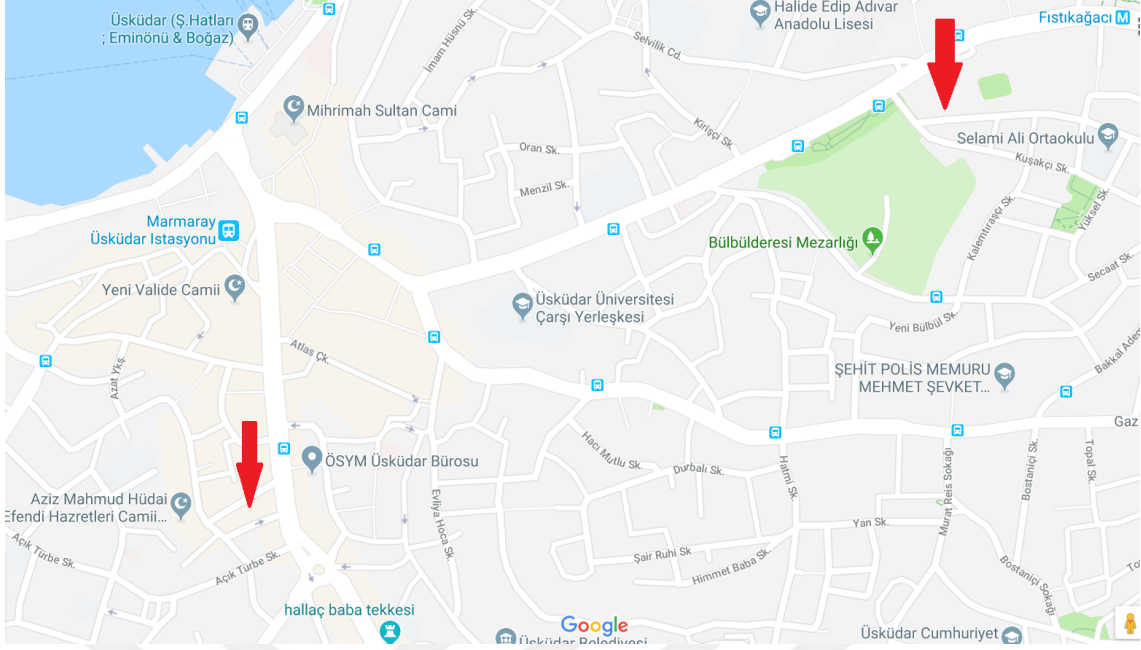 Üsküdar (Ş.Hatları
; Eminönü & Boğaz)
Halide Edip Adıvar
Anadolu Lisesi
Fıstıkağacı M
İmam Hüsnü Sk.
Selvilik Cd.
Mihrimah Sultan Cami
Kirişçi Sk.
Selami Ali Ortaokulu
Oran Sk.
Kuşakçı Sk.
Menzil Sk.
Yüksel Sk.
Kalemtıraşçı Sk.
Marmaray
Üsküdar Istasyonu
Bülbülderesi Mezarlığı
Secaat Sk.
Yeni Valide Camii
Üsküdar Üniversitesi
Çarşı Yerleşkesi
Yeni Bülbül Sk.
Atlas Çk.
Azat Ykş.
ŞEHİT POLİS MEMURU
MEHMET ŞEVKET...
Bakkal Adem
Gaz
Hacı Mutlu Sk.
ÖSYM Üsküdar Bürosu
Durbalı Sk.
Hatmi Sk.
Murat Reis Sokağı
Bostaniçi Sk.
Topal Sk.
Aziz Mahmud Hüdai
Efendi Hazretleri Camii...
Evliya Hoca Sk.
Yan Sk.
Açık Türbe Sk.
Açık Türbe Sk.
Şair Ruhi Sk
Himmet Baba Sk.
Bostaniçi Sokağı
To
hallaç baba tekkesi
Google
Üsküdar Belediyesi
Üsküdar Cumhuriyet